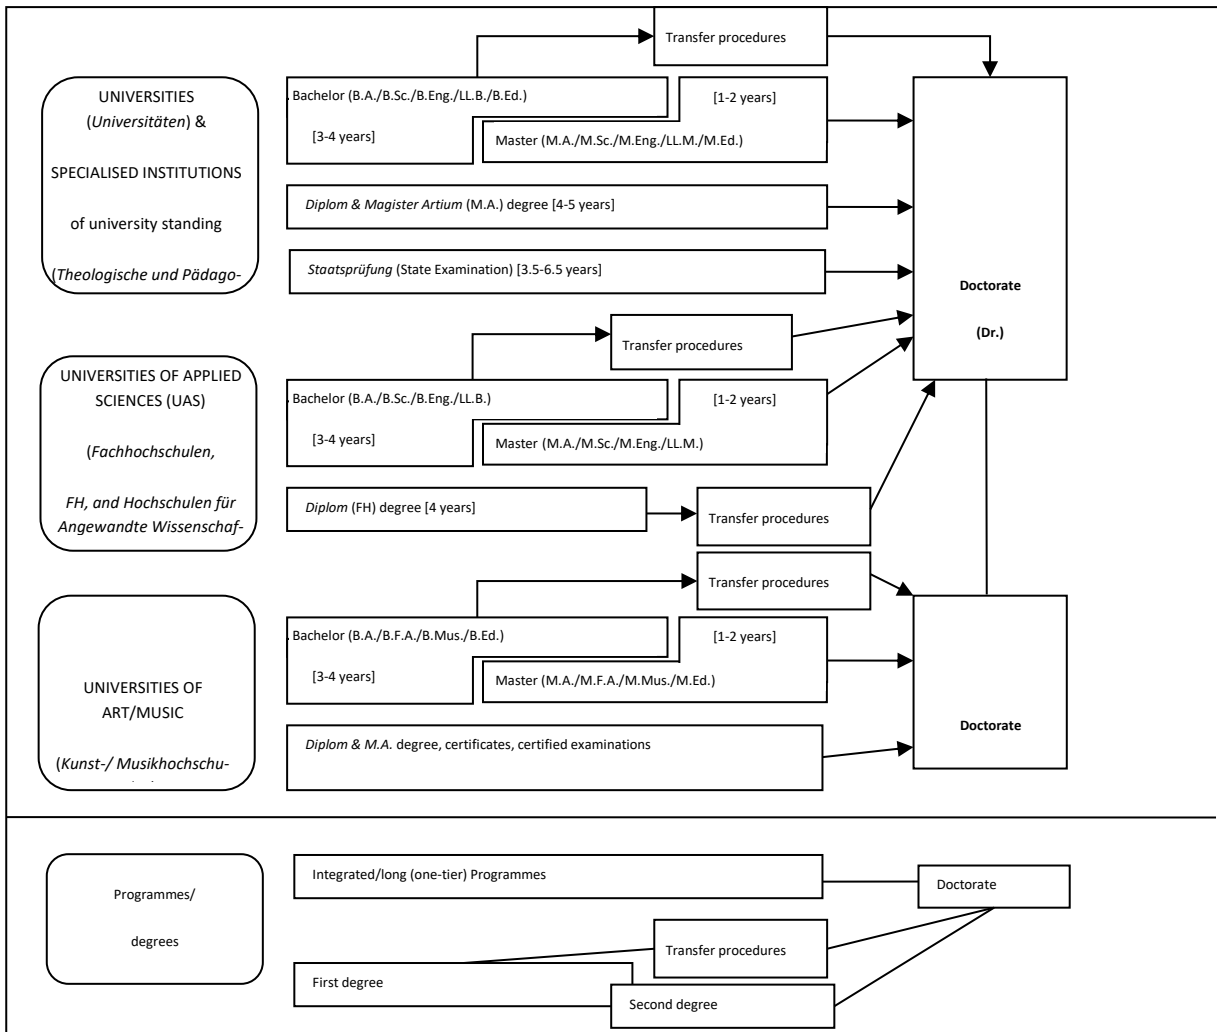 Transfer procedures
UNIVERSITIES
(Universitäten) &
SPECIALISED INSTITUTIONS
of university standing
(Theologische und Pädago-
Bachelor (B.A./B.Sc./B.Eng./LL.B./B.Ed.)
[3-4 years]
[1-2 years]
Master (M.A./M.Sc./M.Eng./LL.M./M.Ed.)
Diplom & Magister Artium (M.A.) degree [4-5 years]
Staatsprüfung (State Examination) [3.5-6.5 years]
Doctorate
(Dr.)
Transfer procedures
UNIVERSITIES OF APPLIED
SCIENCES (UAS)
(Fachhochschulen,
FH, and Hochschulen für
Angewandte Wissenschaf-
Bachelor (B.A./B.Sc./B.Eng./LL.B.)
[3-4 years]
[1-2 years]
Master (M.A./M.Sc./M.Eng./LL.M.)
Diplom (FH) degree [4 years]
Transfer procedures
Transfer procedures
UNIVERSITIES OF
ART/MUSIC
(Kunst-/ Musikhochschu-
Bachelor (B.A./B.F.A./B.Mus./B.Ed.)
[3-4 years]
[1-2 years]
Master (M.A./M.F.A./M.Mus./M.Ed.)
Diplom & M.A. degree, certificates, certified examinations
Doctorate
Programmes/
degrees
Integrated/long (one-tier) Programmes
Doctorate
Transfer procedures
First degree
Second degree